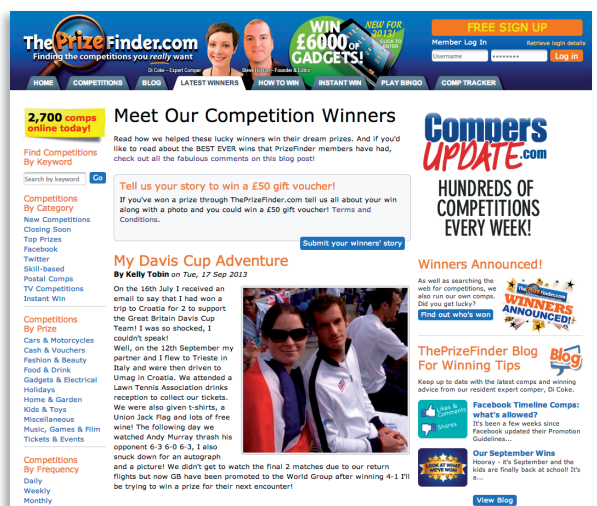 ThePrizeFinder.com
Finding the competitions you really want
Di Coke - Expert Comper
Steve - Founder & Editor
WIN
£6000 OF
GADGETS!
NEW FOR
2013!
CLICK TO
ENTER
FREE SIGN UP
Member Log In
Retrieve login details
Username
Log in
HOME
COMPETITIONS
BLOG
LATEST WINNERS
HOW TO WIN
INSTANT WIN
PLAY BINGO
COMP TRACKER
2,700 comps
online today!
Find Competitions
By Keyword
Search by keyword
Go
Competitions
By Category
New Competitions
Closing Soon
Top Prizes
Facebook
Twitter
Skill-based
Postal Comps
TV Competitions
Instant Win
Competitions
By Prize
Cars & Motorcycles
Cash & Vouchers
Fashion & Beauty
Food & Drink
Gadgets & Electrical
Holidays
Home & Garden
Kids & Toys
Miscellaneous
Music, Games & Film
Tickets & Events
Competitions
By Frequency
Daily
Weekly
Monthly
Meet Our Competition Winners
Read how we helped these lucky winners win their dream prizes. And if you'd
like to read about the BEST EVER wins that PrizeFinder members have had,
check out all the fabulous comments on this blog post!
Tell us your story to win a £50 gift voucher!
If you've won a prize through ThePrizeFinder.com tell us all about your win
along with a photo and you could win a £50 gift voucher! Terms and
Conditions.
Submit your winners' story
My Davis Cup Adventure
By Kelly Tobin on Tue, 17 Sep 2013
On the 16th July I received an
email to say that I had won a
trip to Croatia for 2 to support
the Great Britain Davis Cup
Team! I was so shocked, I
couldn't speak!
Well, on the 12th September my
partner and I flew to Trieste in
Italy and were then driven to
Umag in Croatia. We attended a
Lawn Tennis Association drinks
reception to collect our tickets.
We were also given t-shirts, a
Union Jack Flag and lots of free
wine! The following day we
watched Andy Murray thrash his
opponent 6-3 6-0 6-3, I also
snuck down for an autograph
and a picture! We didn't get to watch the final 2 matches due to our return
flights but now GB have been promoted to the World Group after winning 4-1 I'll
be trying to win a prize for their next encounter!
Compers
UPDATE.com
HUNDREDS OF
COMPETITIONS
EVERY WEEK!
Winners Announced!
As well as searching the
web for competitions, we
also run our own comps.
Did you get lucky?
Find out who's won
ThePrizeFinder.com
WINNERS
ANNOUNCED!
ThePrizeFinder Blog
For Winning Tips
Blog
Keep up to date with the latest comps and winning
advice from our resident expert comper, Di Coke.
Likes &
Comments
Shares
Facebook Timeline Comps:
what's allowed?
It's been a few weeks since
Facebook updated their Promotion
Guidelines...
LOOK AT WHAT
WE'VE WON!
Our September Wins
Hooray - it's September and the
kids are finally back at school! It's
a...
View Blog